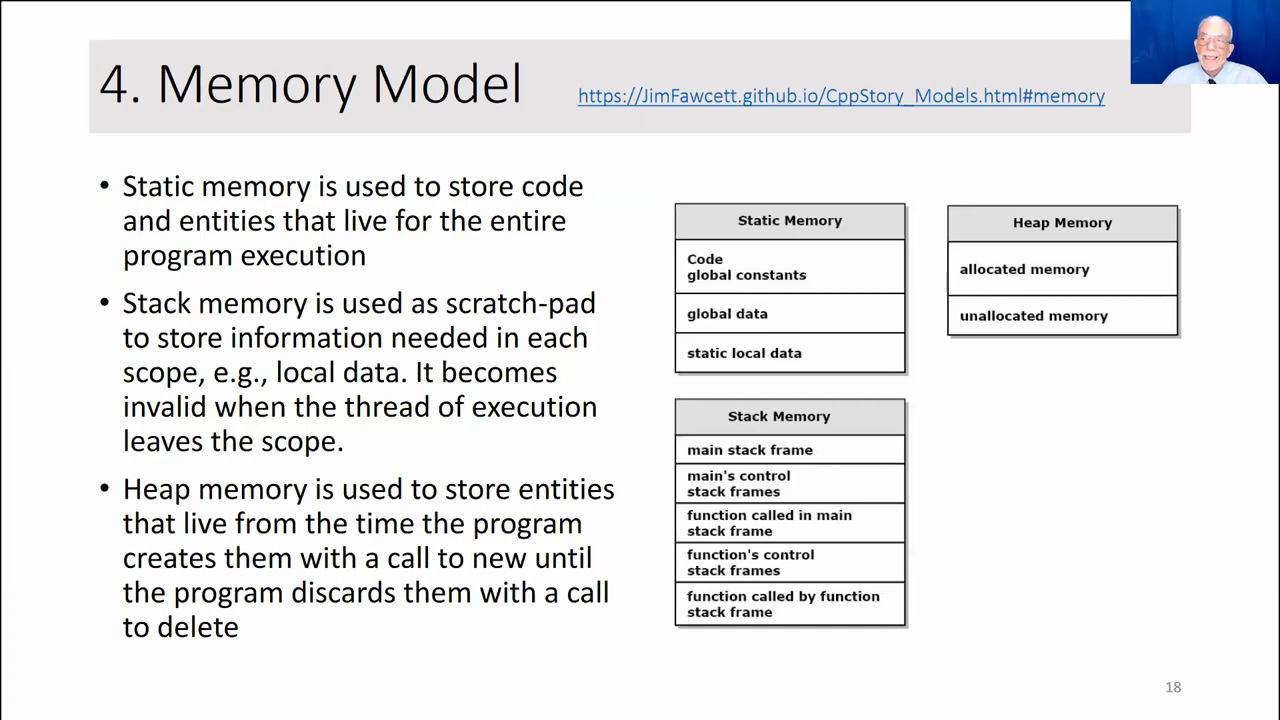 4. Memory Model
https://JimFawcett.github.io/CppStory_Models.html#memory
• Static memory is used to store code
and entities that live for the entire
program execution
• Stack memory is used as scratch-pad
to store information needed in each
scope, e.g., local data. It becomes
invalid when the thread of execution
leaves the scope.
• Heap memory is used to store entities
that live from the time the program
creates them with a call to new until
the program discards them with a call
to delete
Static Memory
Code
global constants
global data
static local data
Heap Memory
allocated memory
unallocated memory
Stack Memory
main stack frame
main's control
stack frames
function called in main
stack frame
function's control
stack frames
function called by function
stack frame
18